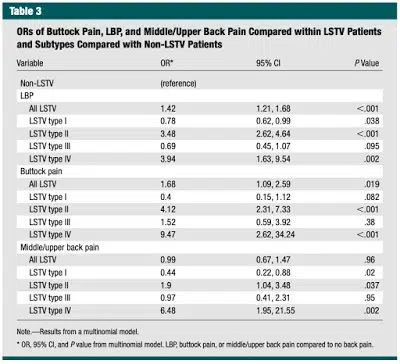 Table 3
ORs of Buttock Pain, LBP, and Middle/Upper Back Pain Compared within LSTV Patients
and Subtypes Compared with Non-LSTV Patients
Variable OR* 95% CI P Value
Non-LSTV (reference)
LBP
All LSTV 1.42 1.21, 1.68 <.001
LSTV type I 0.78 0.62, 0.99 .038
LSTV type II 3.48 2.62, 4.64 <.001
LSTV type III 0.69 0.45, 1.07 .095
LSTV type IV 3.94 1.63, 9.54 .002
Buttock pain
All LSTV 1.68 1.09, 2.59 .019
LSTV type I 0.4 0.15, 1.12 .082
LSTV type II 4.12 2.31, 7.33 <.001
LSTV type III 1.52 0.59, 3.92 .38
LSTV type IV 9.47 2.62, 34.24 <.001
Middle/upper back pain
All LSTV 0.99 0.67, 1.47 .96
LSTV type I 0.44 0.22, 0.88 .02
LSTV type II 1.9 1.04, 3.48 .037
LSTV type III 0.97 0.41, 2.31 .95
LSTV type IV 6.48 1.95, 21.55 .002
Note.—Results from a multinomial model.
* OR, 95% CI, and P value from multinomial model. LBP, buttock pain, or middle/upper back pain compared to no back pain.